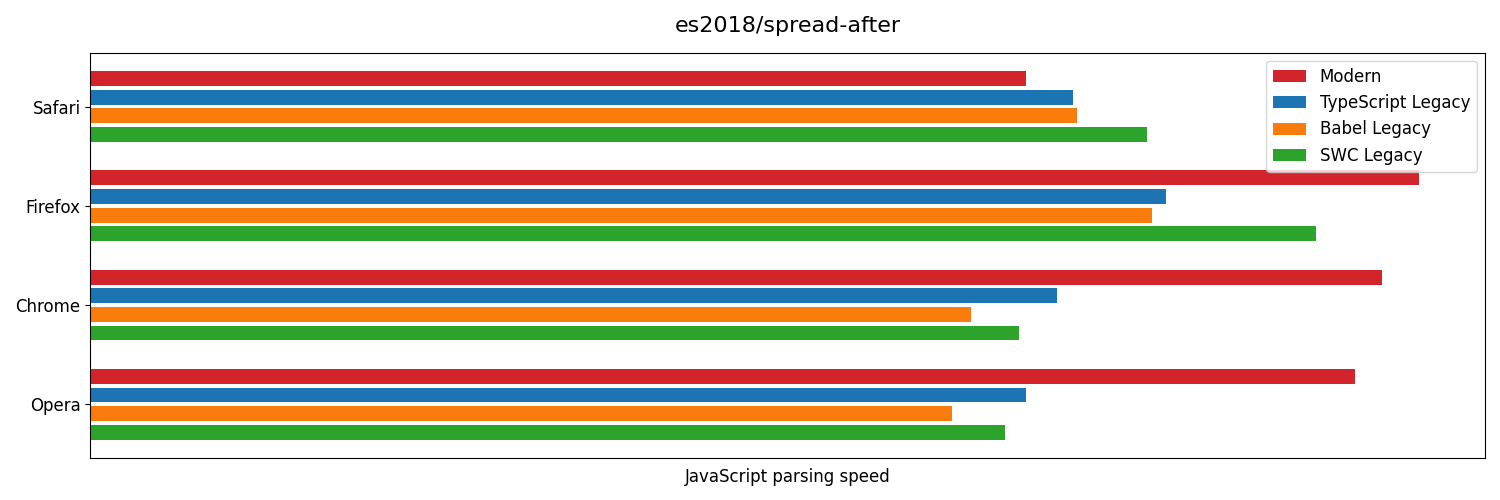 es2018/spread-after
Modern
TypeScript Legacy
Babel Legacy
SWC Legacy
Safari
Firefox
Chrome
Opera
JavaScript parsing speed